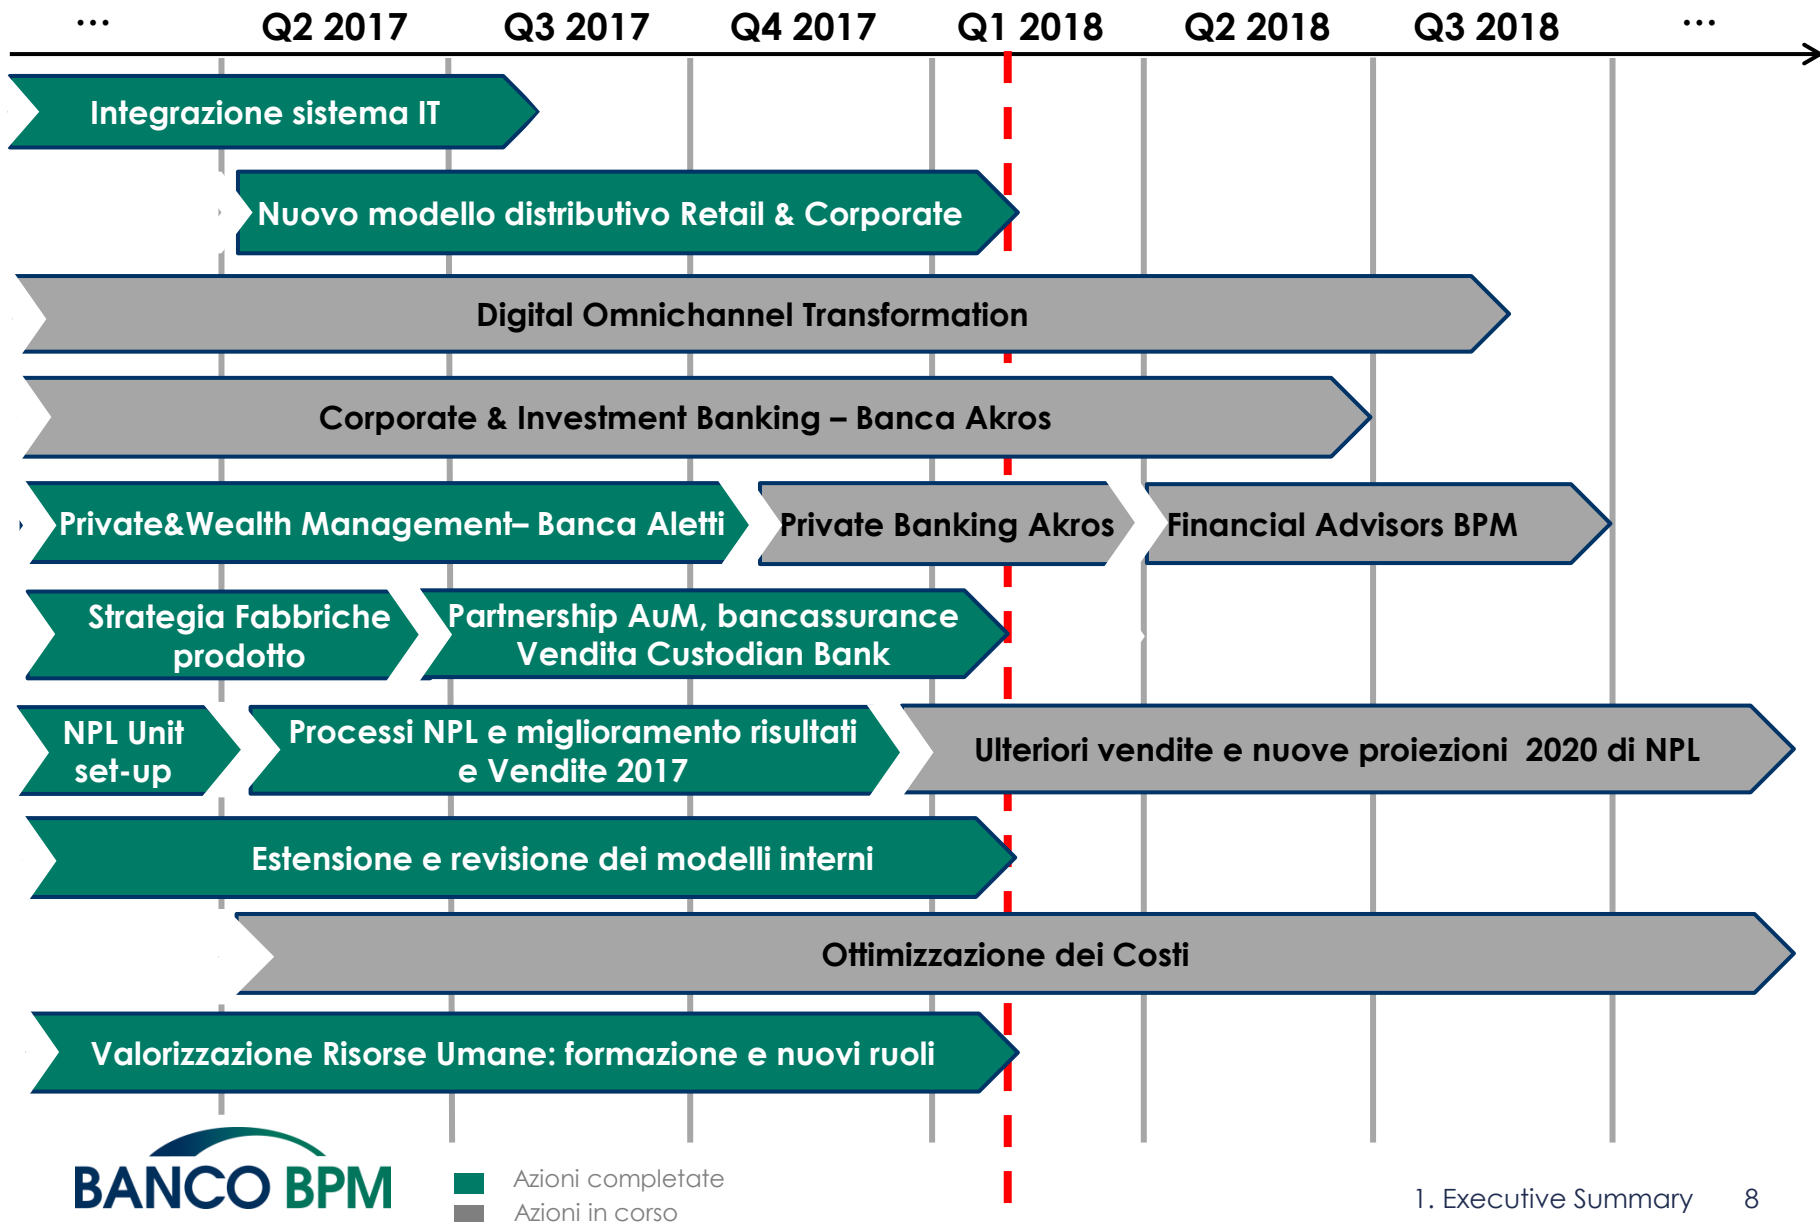 ... Q2 2017 Q3 2017 Q4 2017 Q1 2018 Q2 2018 Q3 2018 ...
Integrazione sistema IT
Nuovo modello distributivo Retail & Corporate
Digital Omnichannel Transformation
Corporate & Investment Banking – Banca Akros
Private&Wealth Management– Banca Aletti
Private Banking Akros
Financial Advisors BPM
Strategia Fabbriche
prodotto
Partnership AuM, bancassurance
Vendita Custodian Bank
NPL Unit
set-up
Processi NPL e miglioramento risultati
e Vendite 2017
Ulteriori vendite e nuove proiezioni 2020 di NPL
Estensione e revisione dei modelli interni
Ottimizzazione dei Costi
Valorizzazione Risorse Umane: formazione e nuovi ruoli
BANCO BPM
Azioni completate
Azioni in corso
1. Executive Summary 8